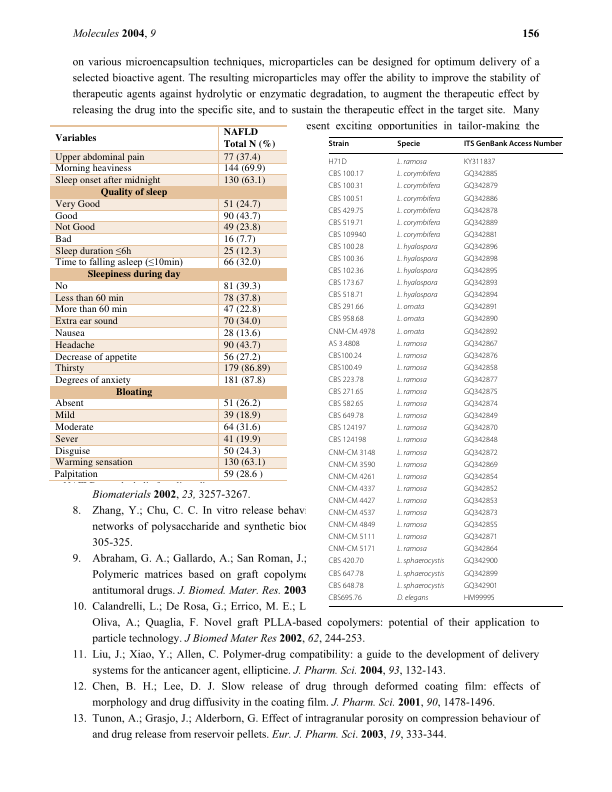 Molecules 2004, 9 156
on various microencapsultion techniques, microparticles can be designed for optimum delivery of a
selected bioactive agent. The resulting microparticles may offer the ability to improve the stability of
therapeutic agents against hydrolytic or enzymatic degradation, to augment the therapeutic effect by
releasing the drug into the specific site, and to sustain the therapeutic effect in the target site. Many
esent exciting opportunities in tailor-making the
Variables NAFLD
Total N (%)
Upper abdominal pain 77 (37.4)
Morning heaviness 144 (69.9)
Sleep onset after midnight 130 (63.1)
Quality of sleep
Very Good 51 (24.7)
Good 90 (43.7)
Not Good 49 (23.8)
Bad 16 (7.7)
Sleep duration ≤6h 25 (12.3)
Time to falling asleep (≤10min) 66 (32.0)
Sleepiness during day
No 81 (39.3)
Less than 60 min 78 (37.8)
More than 60 min 47 (22.8)
Extra ear sound 70 (34.0)
Nausea 28 (13.6)
Headache 90 (43.7)
Decrease of appetite 56 (27.2)
Thirsty 179 (86.89)
Degrees of anxiety 181 (87.8)
Bloating
Absent 51 (26.2)
Mild 39 (18.9)
Moderate 64 (31.6)
Sever 41 (19.9)
Disguise 50 (24.3)
Warming sensation 130 (63.1)
Palpitation 59 (28.6 )
Strain Specie ITS GenBank Access Number
H71D L. ramosa KY311837
CBS 100.17 L. corymbifera GQ342885
CBS 100.31 L. corymbifera GQ342879
CBS 100.51 L. corymbifera GQ342886
CBS 429.75 L. corymbifera GQ342878
CBS 519.71 L. corymbifera GQ342889
CBS 109940 L. corymbifera GQ342881
CBS 100.28 L. hyalospora GQ342896
CBS 100.36 L. hyalospora GQ342898
CBS 102.36 L. hyalospora GQ342895
CBS 173.67 L. hyalospora GQ342893
CBS 518.71 L. hyalospora GQ342894
CBS 291.66 L. ornata GQ342891
CBS 958.68 L. ornata GQ342890
CNM-CM 4978 L. ornata GQ342892
AS 3.4808 L. ramosa GQ342867
CBS100.24 L. ramosa GQ342876
CBS100.49 L. ramosa GQ342858
CBS 223.78 L. ramosa GQ342877
CBS 271.65 L. ramosa GQ342875
CBS 582.65 L. ramosa GQ342874
CBS 649.78 L. ramosa GQ342849
CBS 124197 L. ramosa GQ342870
CBS 124198 L. ramosa GQ342848
CNM-CM 3148 L. ramosa GQ342872
CNM-CM 3590 L. ramosa GQ342869
CNM-CM 4261 L. ramosa GQ342854
CNM-CM 4337 L. ramosa GQ342852
CNM-CM 4427 L. ramosa GQ342853
CNM-CM 4537 L. ramosa GQ342873
CNM-CM 4849 L. ramosa GQ342855
CNM-CM 5111 L. ramosa GQ342871
CNM-CM 5171 L. ramosa GQ342864
CBS 420.70 L. sphaerocystis GQ342900
CBS 647.78 L. sphaerocystis GQ342899
CBS 648.78 L. sphaerocystis GQ342901
CBS695.76 D. elegans HM99995
Biomaterials 2002, 23, 3257-3267.
8. Zhang, Y.; Chu, C. C. In vitro release behav
networks of polysaccharide and synthetic bio
305-325.
9. Abraham, G. A.; Gallardo, A.; San Roman, J.;
Polymeric matrices based on graft copolyme
antitumoral drugs. J. Biomed. Mater. Res. 2003
10. Calandrelli, L.; De Rosa, G.; Errico, M. E.; L
Oliva, A.; Quaglia, F. Novel graft PLLA-based copolymers: potential of their application to
particle technology. J Biomed Mater Res 2002, 62, 244-253.
11. Liu, J.; Xiao, Y.; Allen, C. Polymer-drug compatibility: a guide to the development of delivery
systems for the anticancer agent, ellipticine. J. Pharm. Sci. 2004, 93, 132-143.
12. Chen, B. H.; Lee, D. J. Slow release of drug through deformed coating film: effects of
morphology and drug diffusivity in the coating film. J. Pharm. Sci. 2001, 90, 1478-1496.
13. Tunon, A.; Grasjo, J.; Alderborn, G. Effect of intragranular porosity on compression behaviour of
and drug release from reservoir pellets. Eur. J. Pharm. Sci. 2003, 19, 333-344.